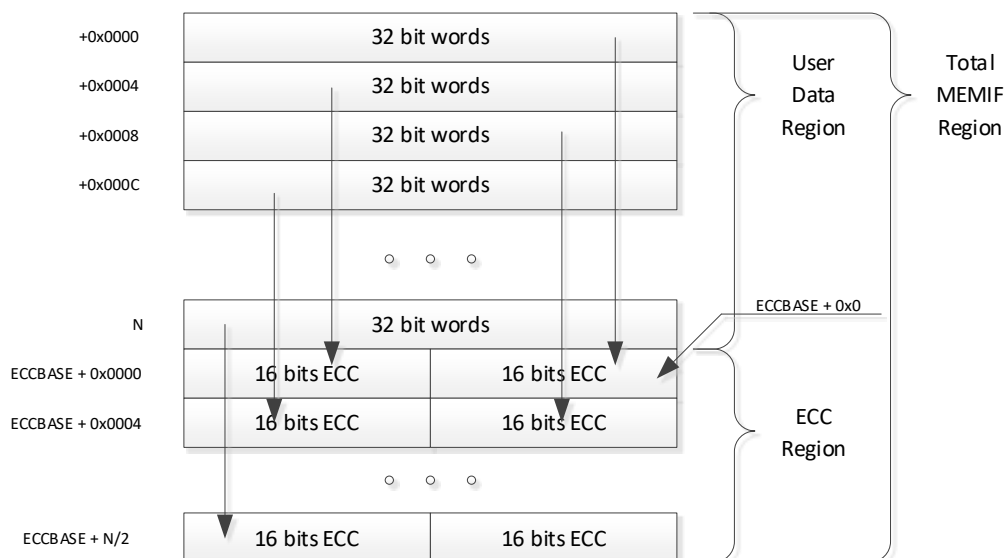 +0x0000
32 bit words
+0x0004
32 bit words
+0x0008
32 bit words
+0x000C
32 bit words
User
Data
Region
Total
MEMIF
Region
N
32 bit words
ECCBASE + 0x0
ECCBASE + 0x0000
16 bits ECC
16 bits ECC
ECCBASE + 0x0004
16 bits ECC
16 bits ECC
ECC
Region
ECCBASE + N/2
16 bits ECC
16 bits ECC